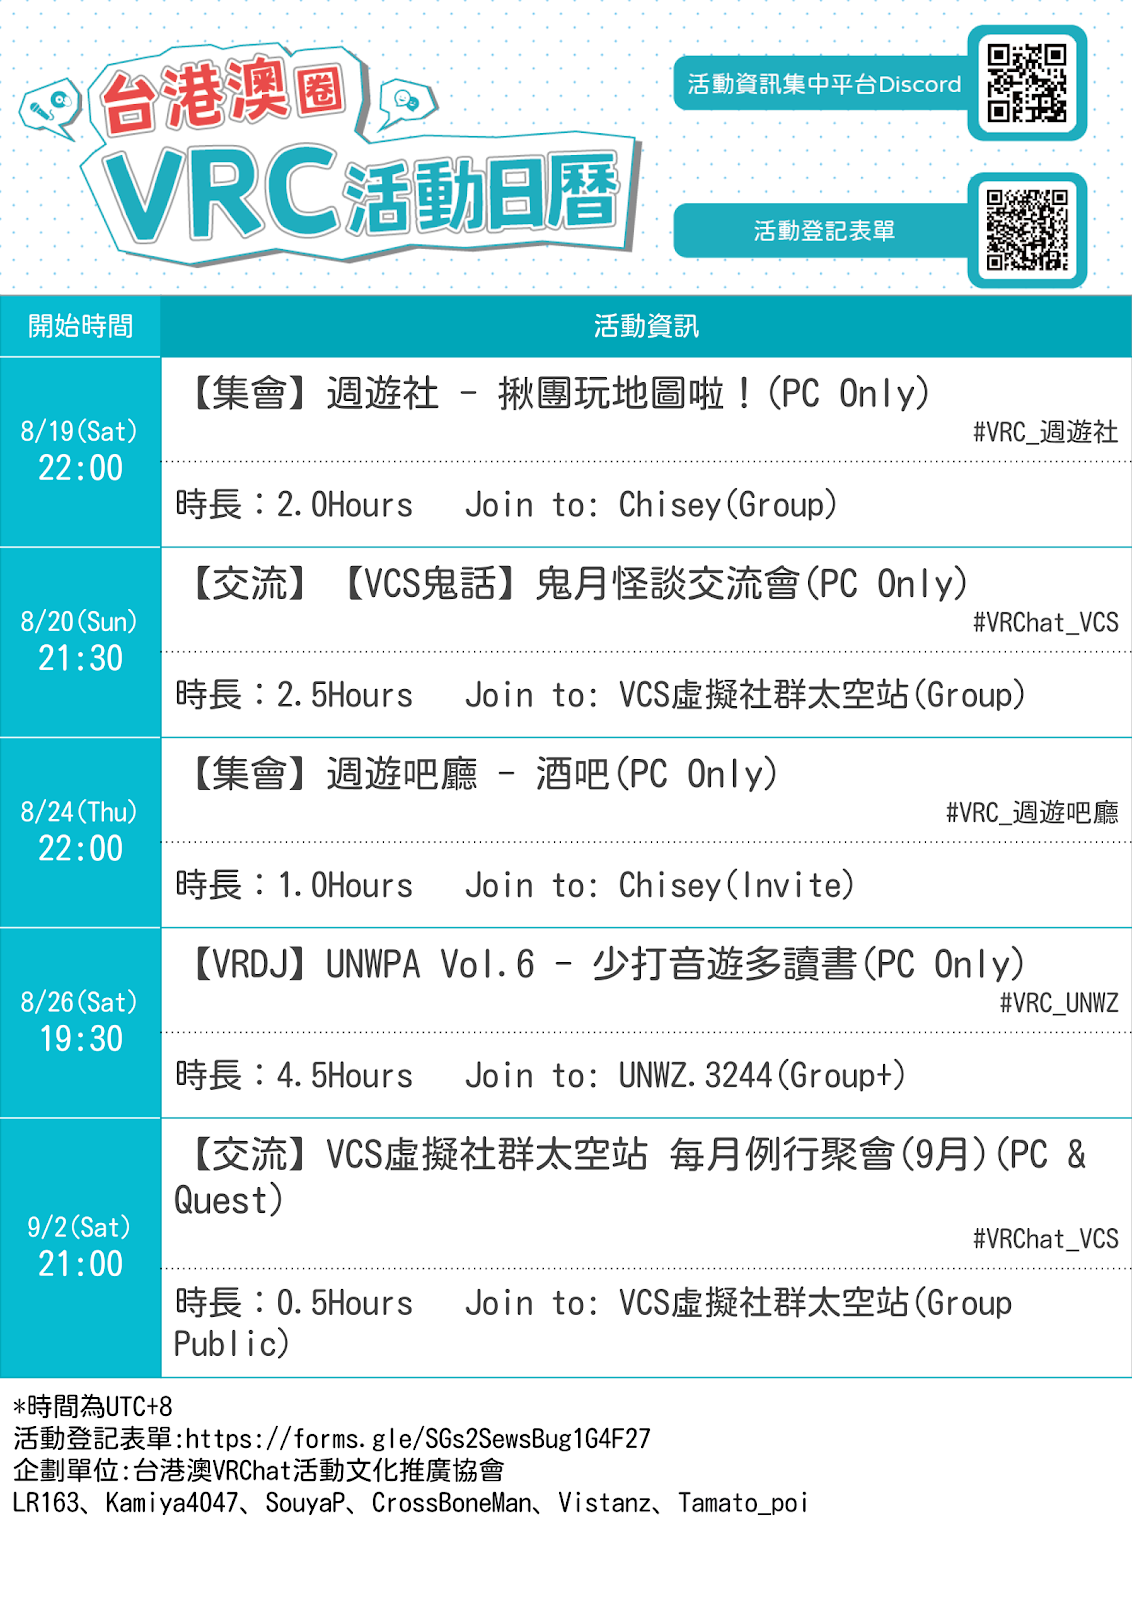 台港澳圈
VRC活動日曆
活動資訊集中平台Discord
活動登記表單
開始時間
活動資訊
8/19(Sat)
22:00
【集會】週遊社 - 揪團玩地圖啦！(PC Only)
#VRC_週遊社
時長：2.0Hours Join to: Chisey(Group)
8/20(Sun)
21:30
【交流】【VCS鬼話】鬼月怪談交流會(PC Only)
#VRChat_VCS
時長：2.5Hours Join to: VCS虛擬社群太空站(Group)
8/24(Thu)
22:00
【集會】週遊吧廳 - 酒吧(PC Only)
#VRC_週遊吧廳
時長：1.0Hours Join to: Chisey(Invite)
8/26(Sat)
19:30
【VRDJ】UNWPA Vol.6 - 少打音遊多讀書(PC Only)
#VRC_UNWZ
時長：4.5Hours Join to: UNWZ.3244(Group+)
9/2(Sat)
21:00
【交流】VCS虛擬社群太空站 每月例行聚會(9月)(PC &
Quest)
#VRChat_VCS
時長：0.5Hours Join to: VCS虛擬社群太空站(Group
Public)
*時間為UTC+8
活動登記表單:https://forms.gle/SGs2SewsBug1G4F27
企劃單位:台港澳VRChat活動文化推廣協會
LR163、Kamiya4047、SouyaP、CrossBoneMan、Vistanz、Tamato_poi